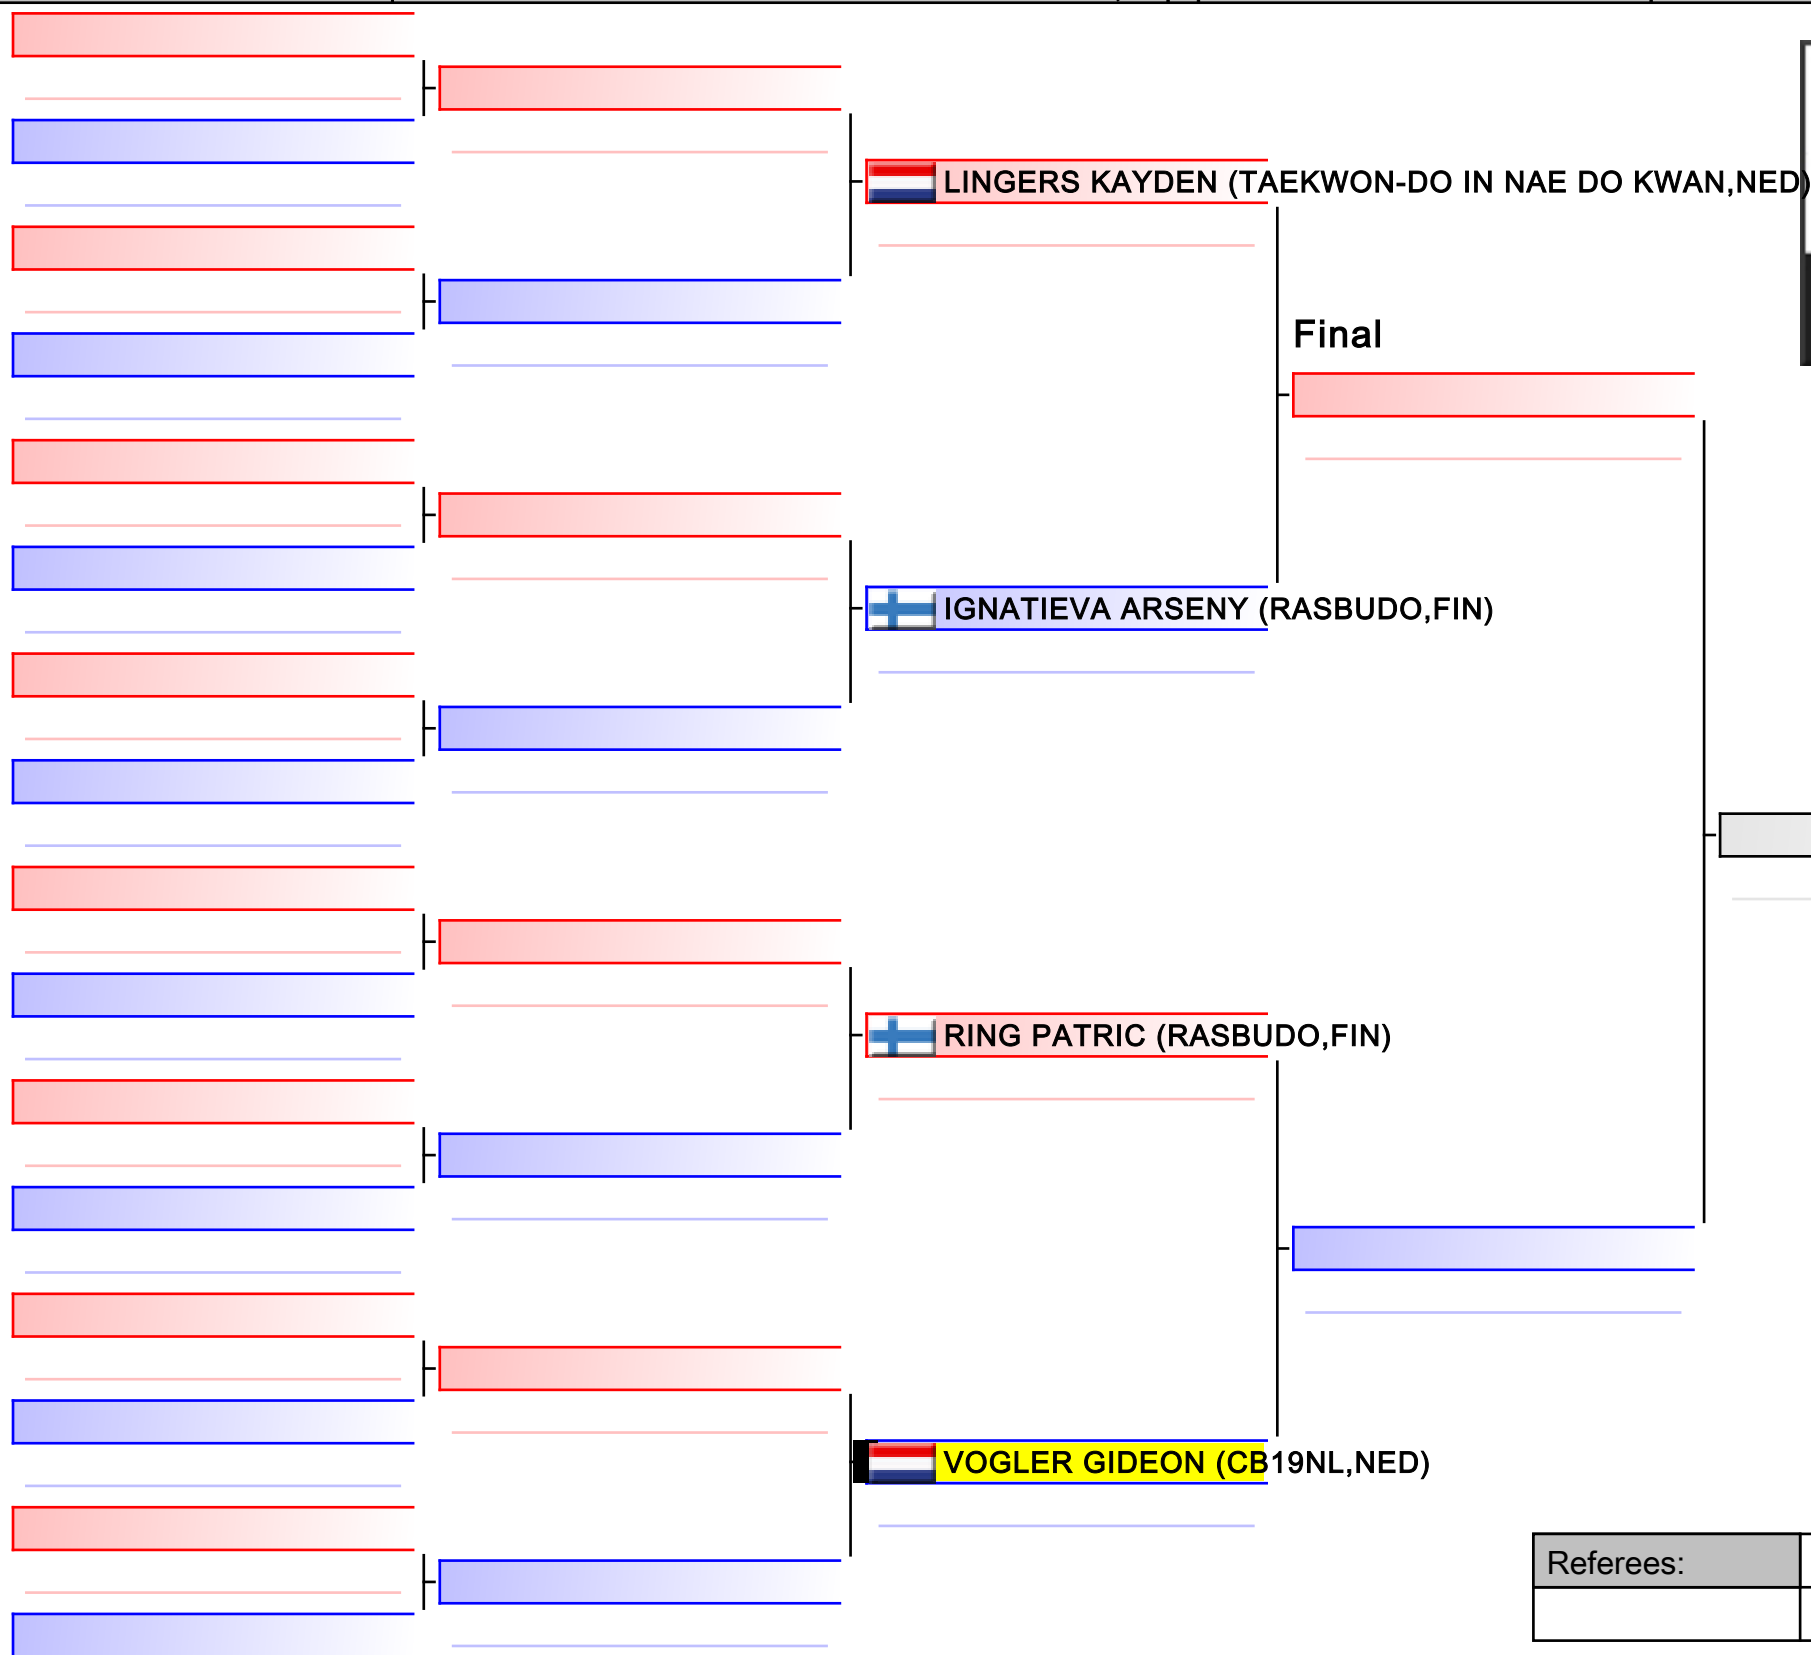 LINGERS KAYDEN (TAEKWON-DO IN NAE DO KWAN,NED)
Final
IGNATIEVA ARSENY (RASBUDO,FIN)
RING PATRIC (RASBUDO,FIN)
VOGLER GIDEON (CB19NL,NED)
Referees: